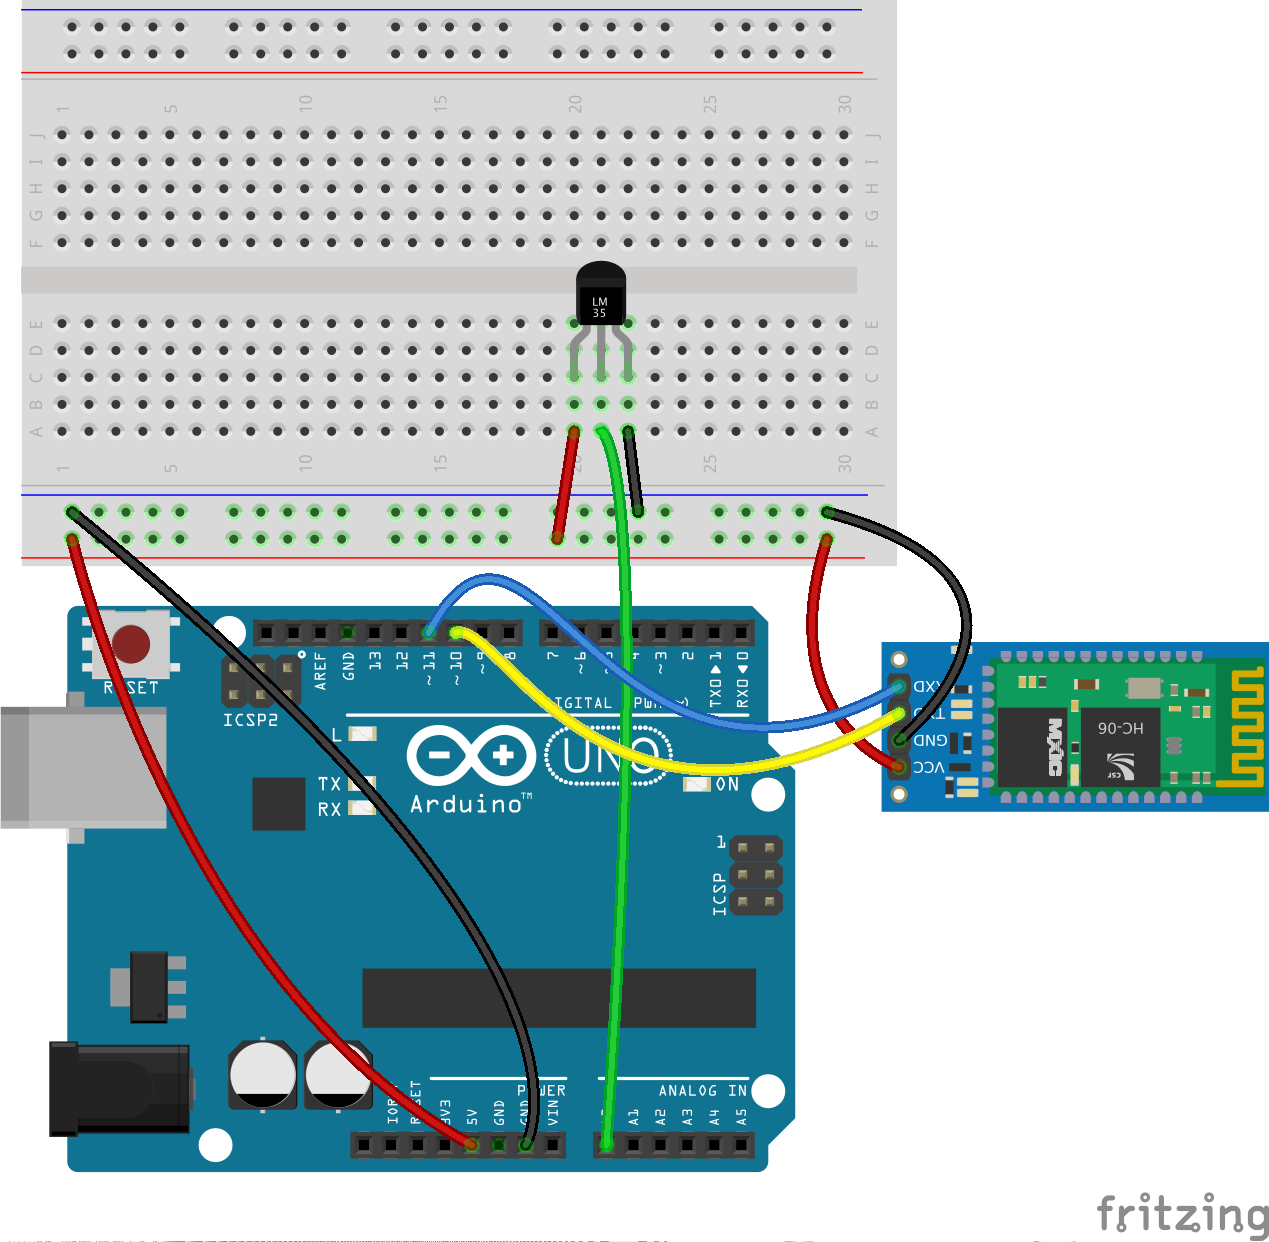 1 5 10 15 20 25 30
J J
I I
H H
G G
F F
LM
35
E E
D D
C C
B B
A A
1 5 10 15 25 30
RESET
ICSP2
AREF
GND
13
12
~11
~10
~9
8
7
~6
~5
4
~3
2
TX0▶1
RX0◀0
DIGITAL (PWM~)
L
TX
RX
UNO
Arduino™
ON
1
ICSP
RXD
TXD
GND
VCC
MXIC
csr
HC-06
POWER
ANALOG IN
IOREF
RESET
3V3
5V
GND
GND
VIN
A1
A2
A3
A4
A5
fritzing